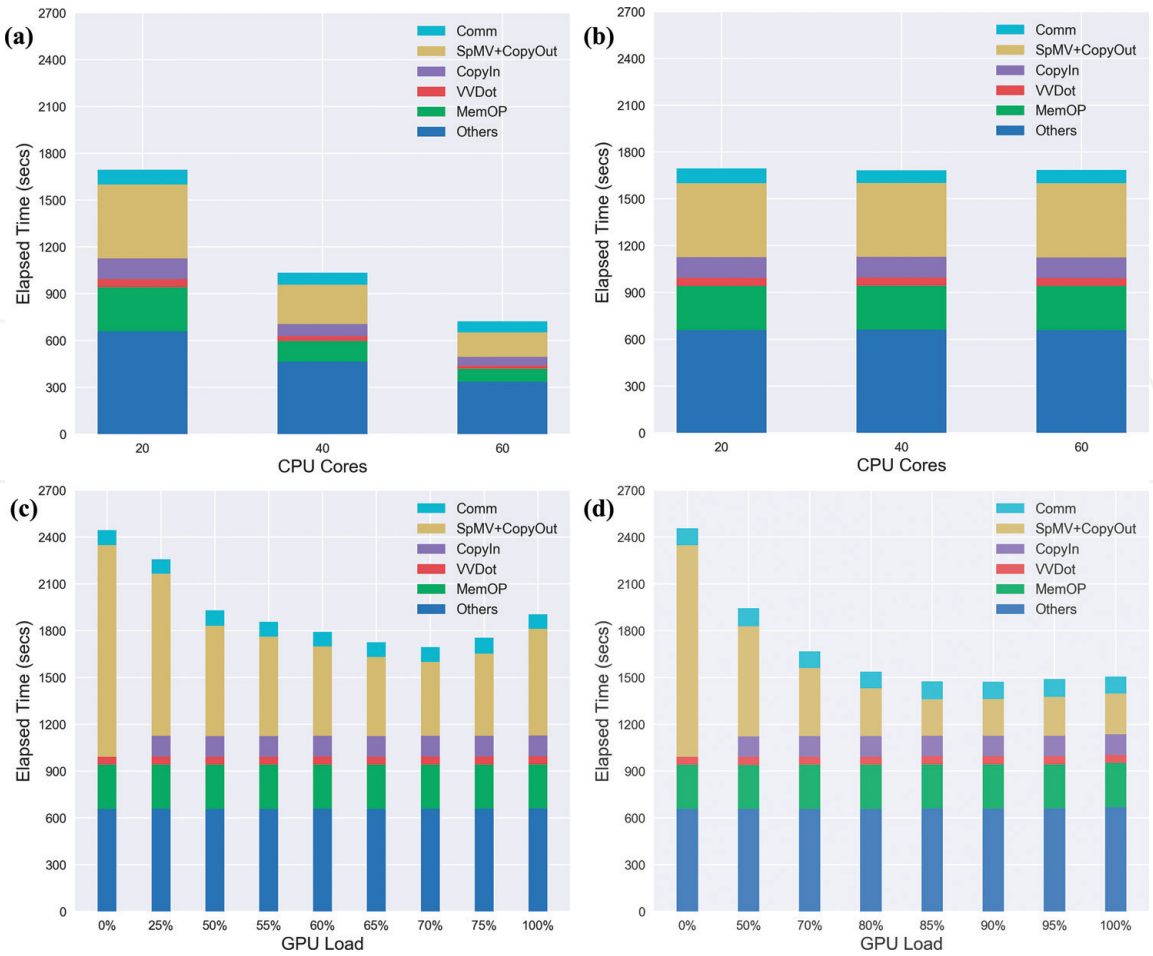 (a)
2700
2400
2100
1800
1500
1200
900
600
300
0
Elapsed Time (secs)
Comm
SpMV+CopyOut
CopyIn
VVDot
MemOP
Others
20 40 60
CPU Cores
(b)
2700
2400
2100
1800
1500
1200
900
600
300
0
Elapsed Time (secs)
Comm
SpMV+CopyOut
CopyIn
VVDot
MemOP
Others
20 40 60
CPU Cores
(c)
2700
2400
2100
1800
1500
1200
900
600
300
0
Elapsed Time (secs)
Comm
SpMV+CopyOut
CopyIn
VVDot
MemOP
Others
0% 25% 50% 55% 60% 65% 70% 75% 100%
GPU Load
(d)
2700
2400
2100
1800
1500
1200
900
600
300
0
Elapsed Time (secs)
Comm
SpMV+CopyOut
CopyIn
VVDot
MemOP
Others
0% 50% 70% 80% 85% 90% 95% 100%
GPU Load